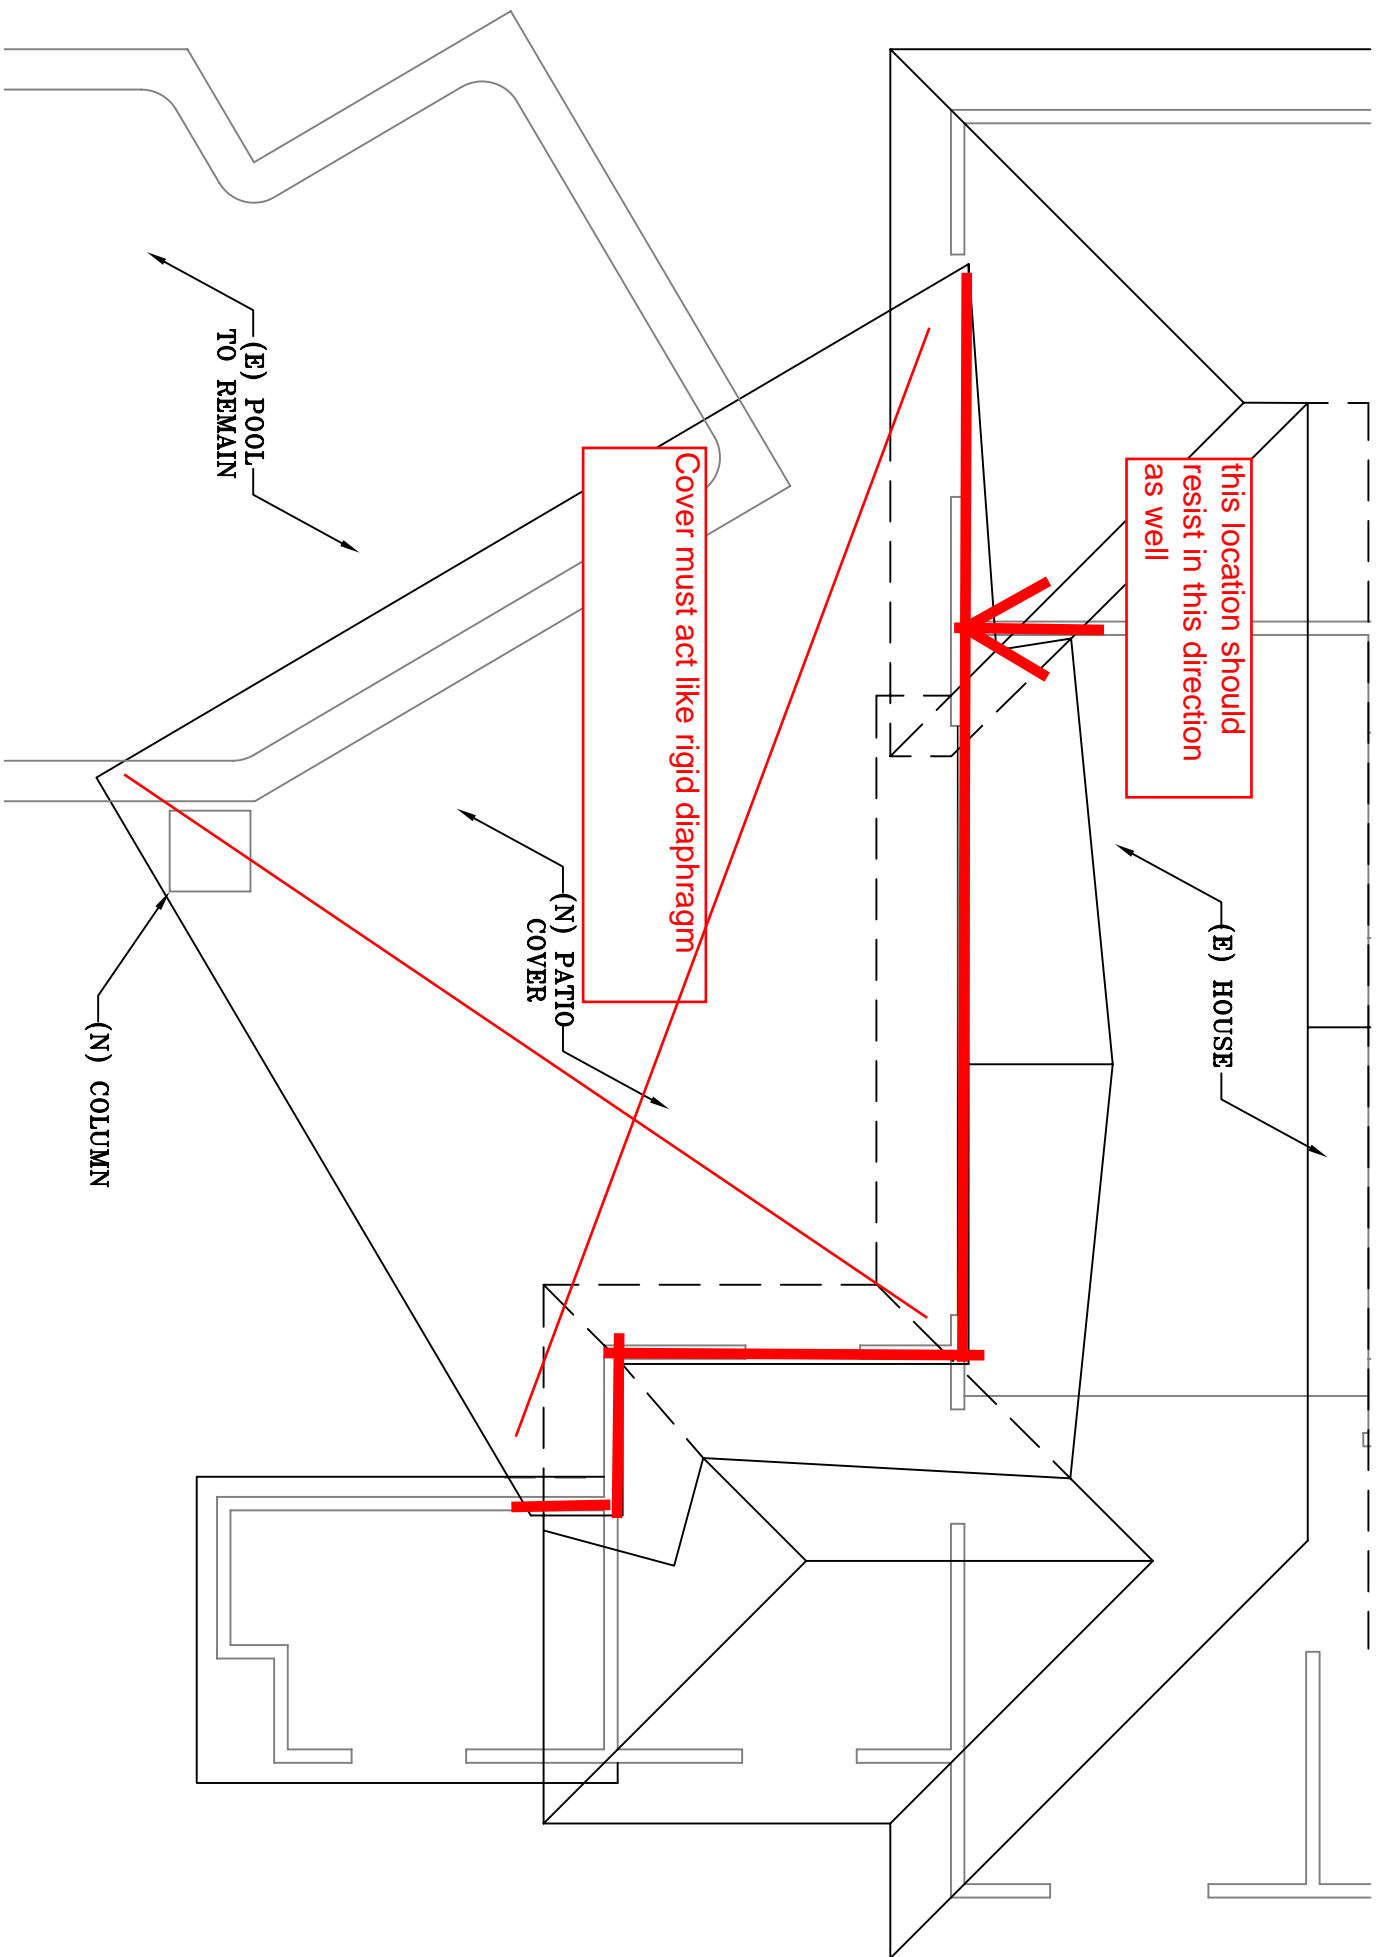 this location should
resist in this direction
as well
(E) HOUSE
Cover must act like rigid diaphragm
(N) PATIO
COVER
(E) POOL
TO REMAIN
(N) COLUMN